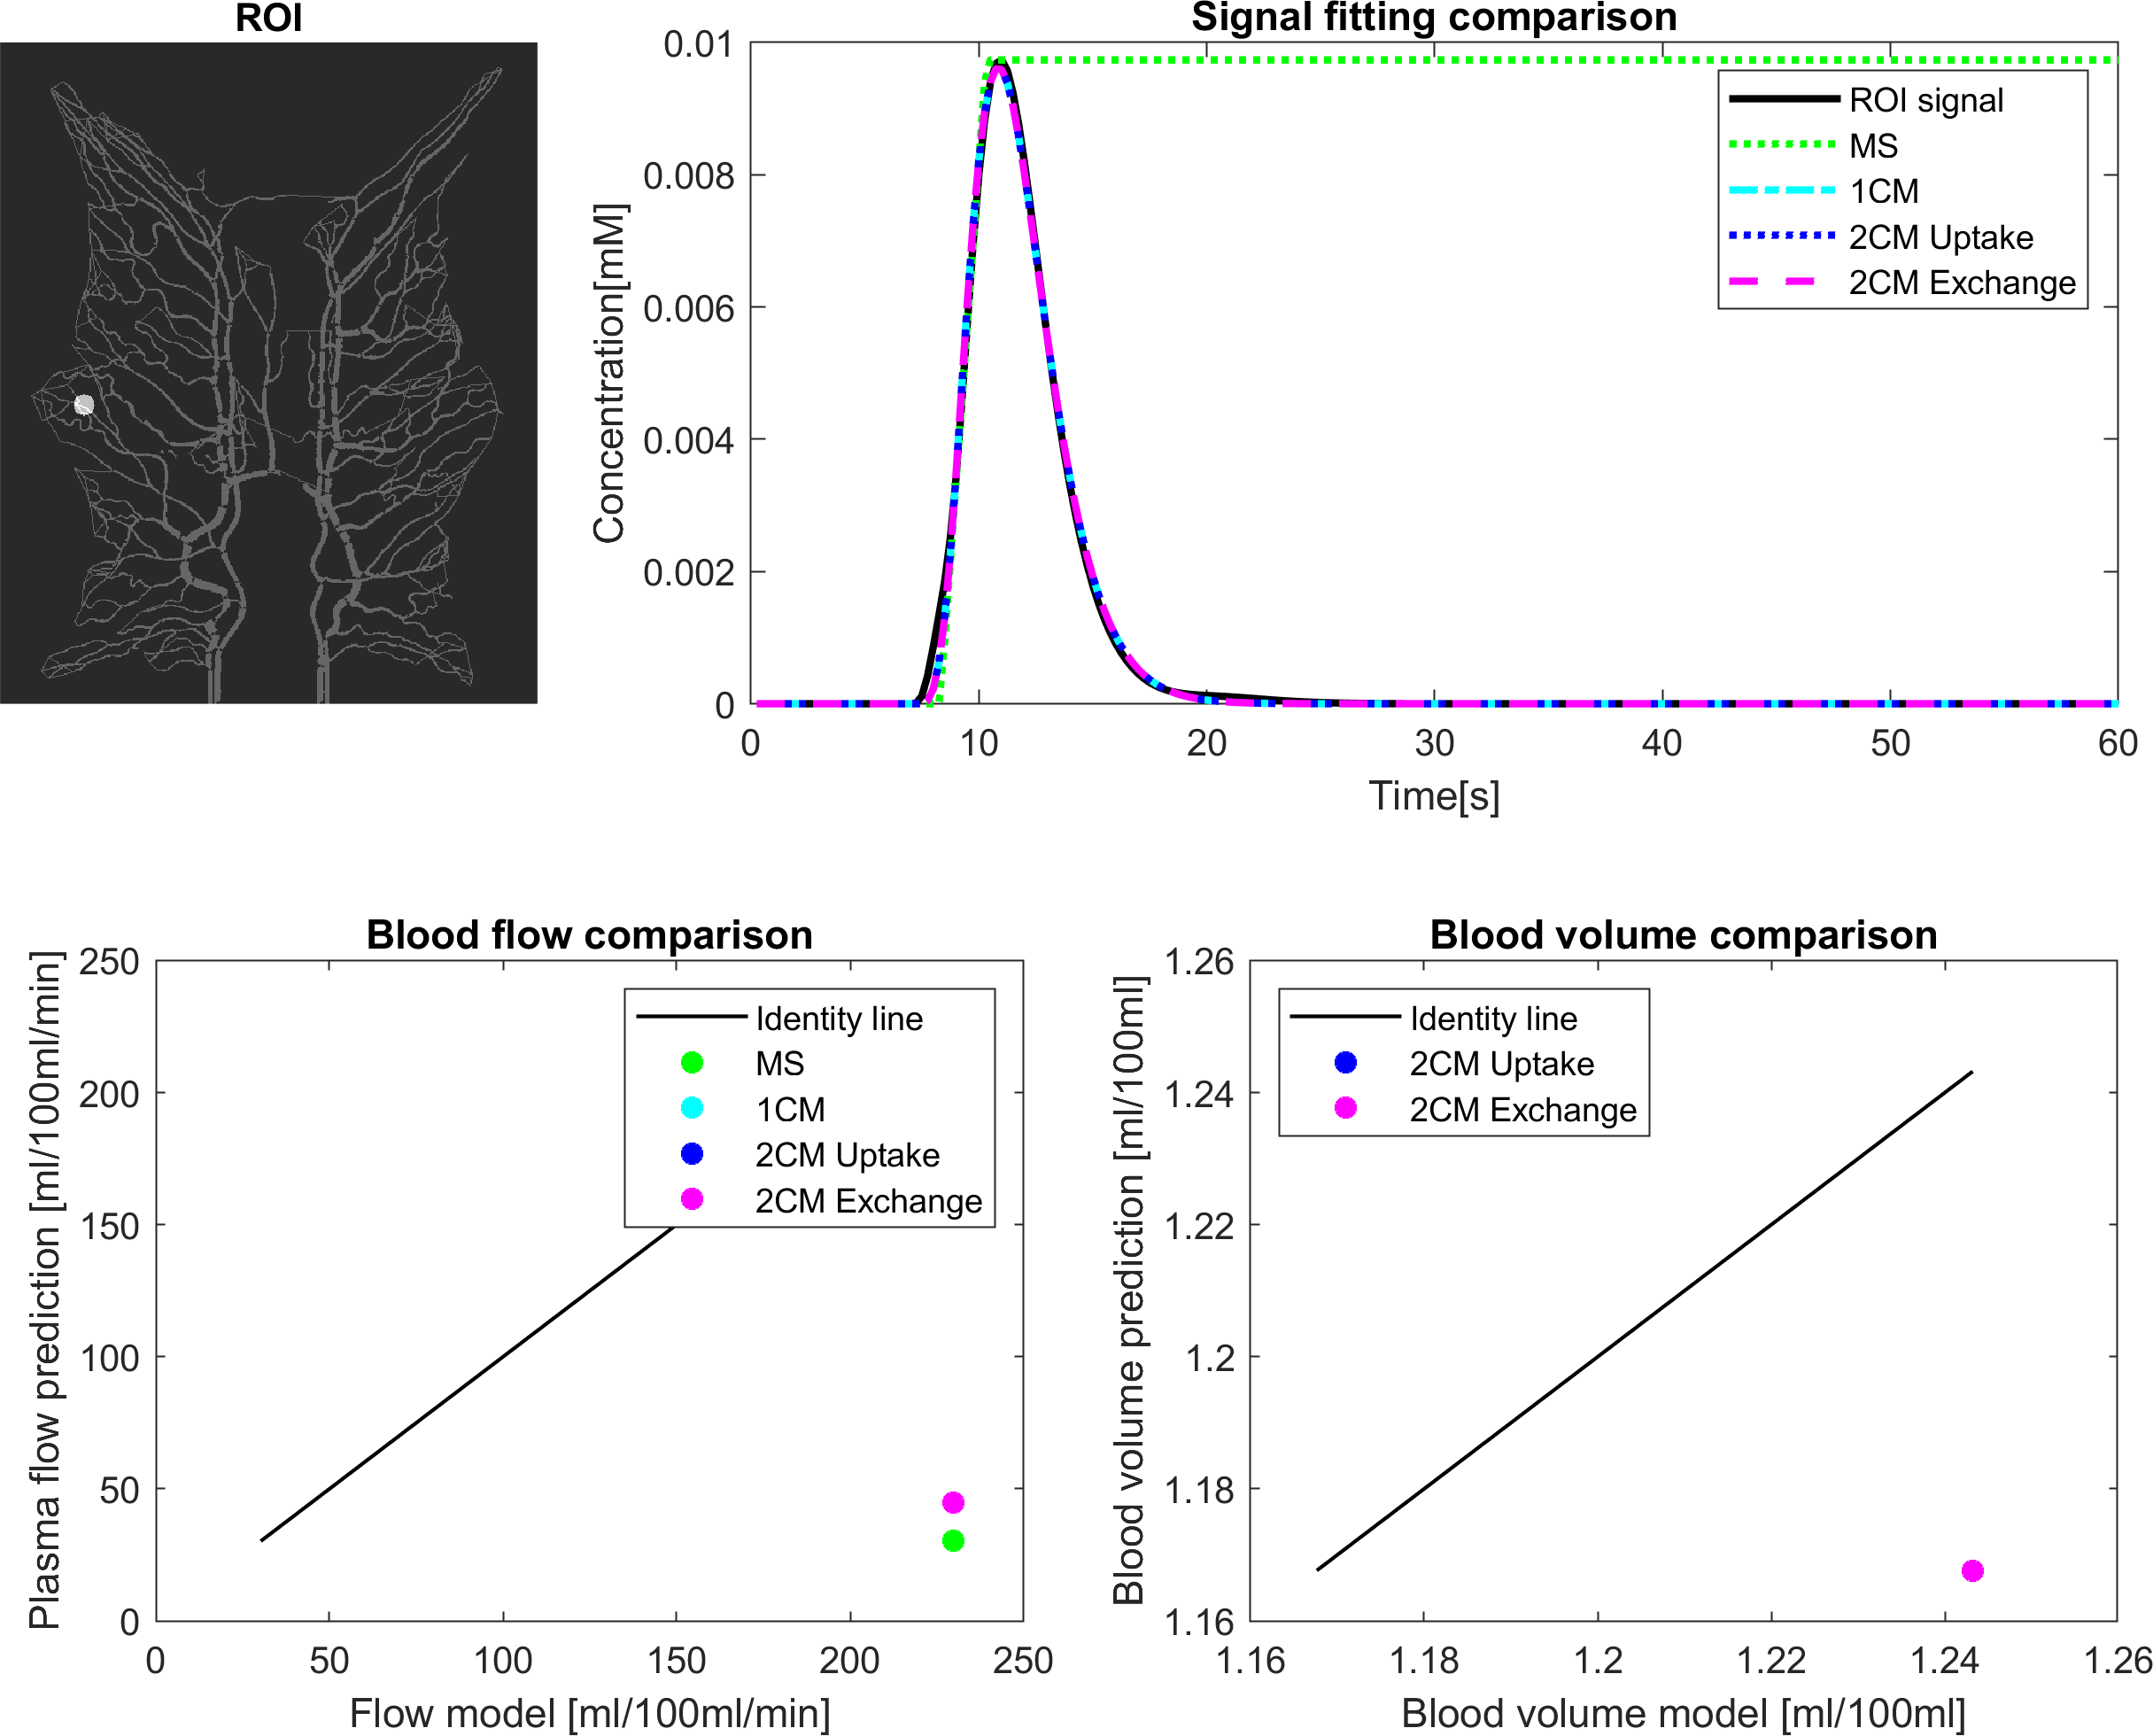 ROI
Signal fitting comparison
0.01
0.008
0.006
0.004
0.002
0
Concentration[mM]
0 10 20 30 40 50 60
Time[s]
ROI signal
MS
1CM
2CM Uptake
2CM Exchange
Blood flow comparison
250
200
150
100
50
0
Plasma flow prediction [ml/100ml/min]
0 50 100 150 200 250
Flow model [ml/100ml/min]
Identity line
MS
1CM
2CM Uptake
2CM Exchange
Blood volume comparison
1.26
1.24
1.22
1.2
1.18
1.16
Blood volume prediction [ml/100ml]
1.16 1.18 1.2 1.22 1.24 1.26
Blood volume model [ml/100ml]
Identity line
2CM Uptake
2CM Exchange